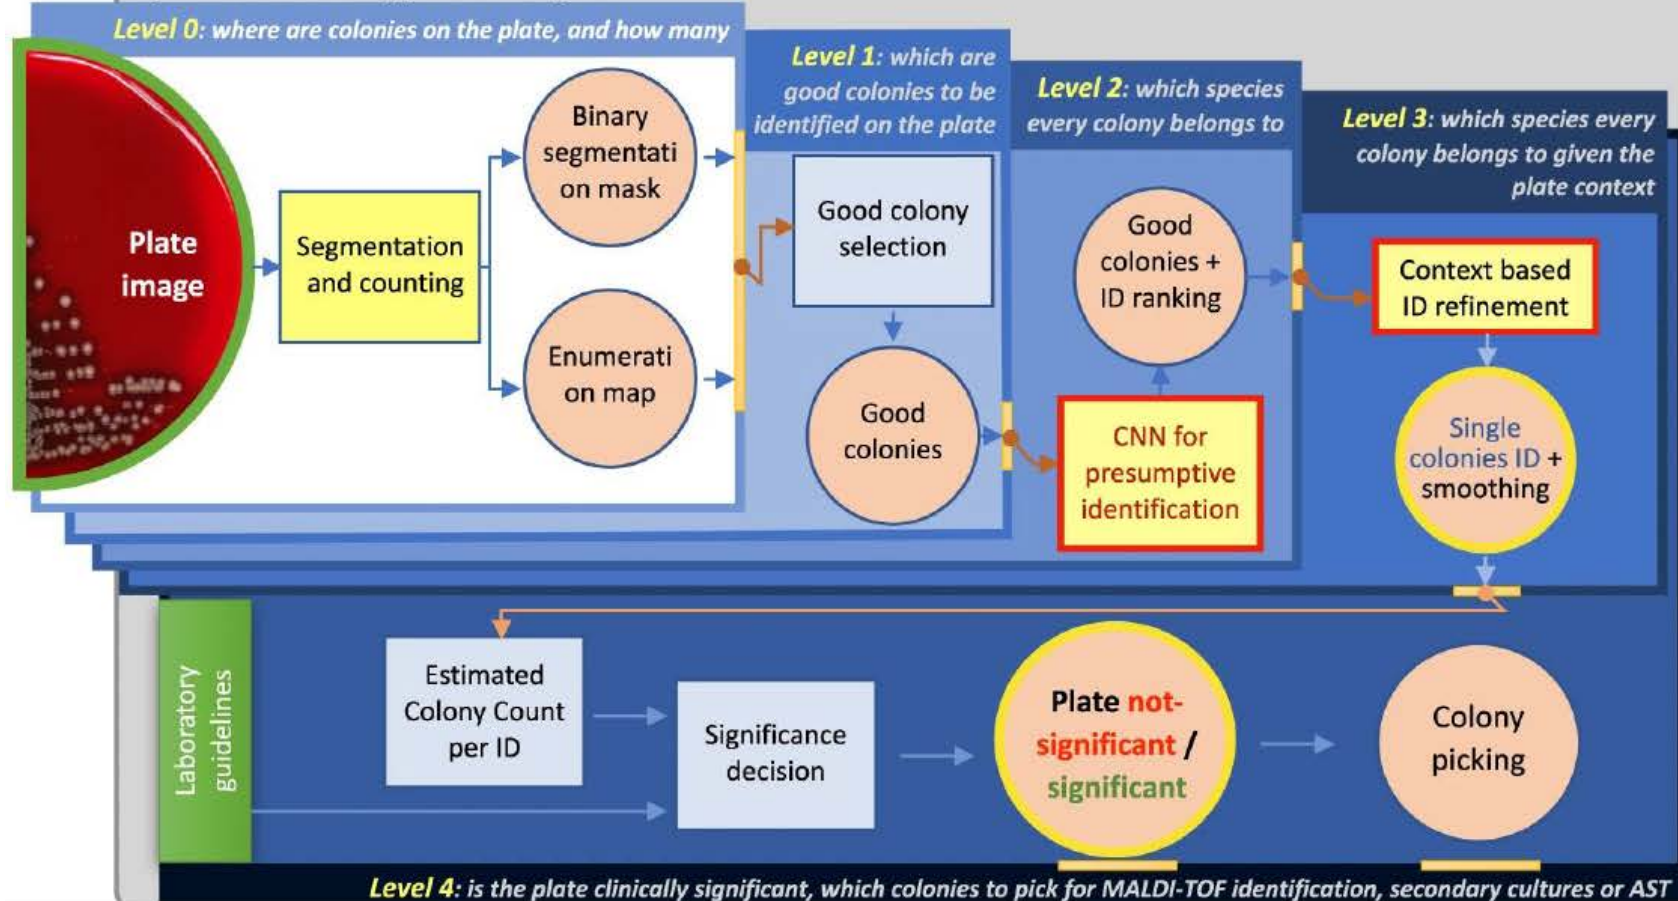 Level 0: where are colonies on the plate, and how many
Plate
image
Segmentation
and counting
Binary
segmentati
on mask
Enumerati
on map
Level 1: which are
good colonies to be
identified on the plate
Good colony
selection
Good
colonies
Level 2: which species
every colony belongs to
Good
colonies +
ID ranking
CNN for
presumptive
identification
Level 3: which species every
colony belongs to given the
plate context
Context based
ID refinement
Single
colonies ID +
smoothing
Laboratory
guidelines
Estimated
Colony Count
per ID
Significance
decision
Plate not-
significant /
significant
Colony
picking
Level 4: is the plate clinically significant, which colonies to pick for MALDI-TOF identification, secondary cultures or AST